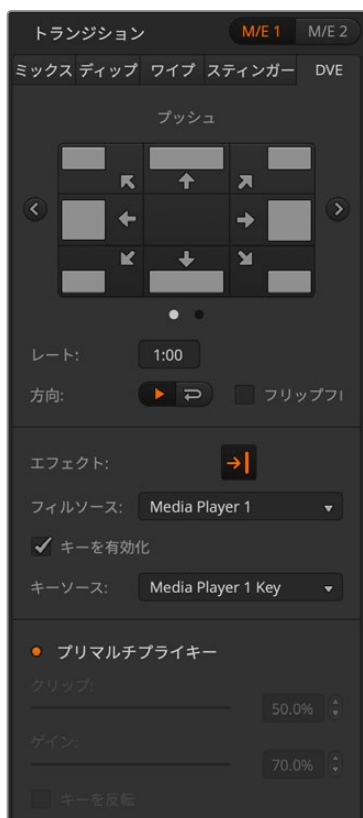 トランジション M/E 1 M/E 2
ミックス ディップ ワイプ スティンガー DVE
プッシュ
レート: 1:00
方向: フリップフ
エフェクト:
フィルソース: Media Player 1
キーを有効化
キーソース: Media Player 1 Key
プリマルチプライキー
クリップ:
50.0%
ゲイン:
70.0%
キーを反転